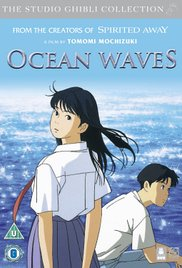 THE STUDIO GHIBLI COLLECTION
FROM THE CREATORS OF SPIRITED AWAY
A FILM BY TOMOMI MOCHIZUKI
OCEAN WAVES
U